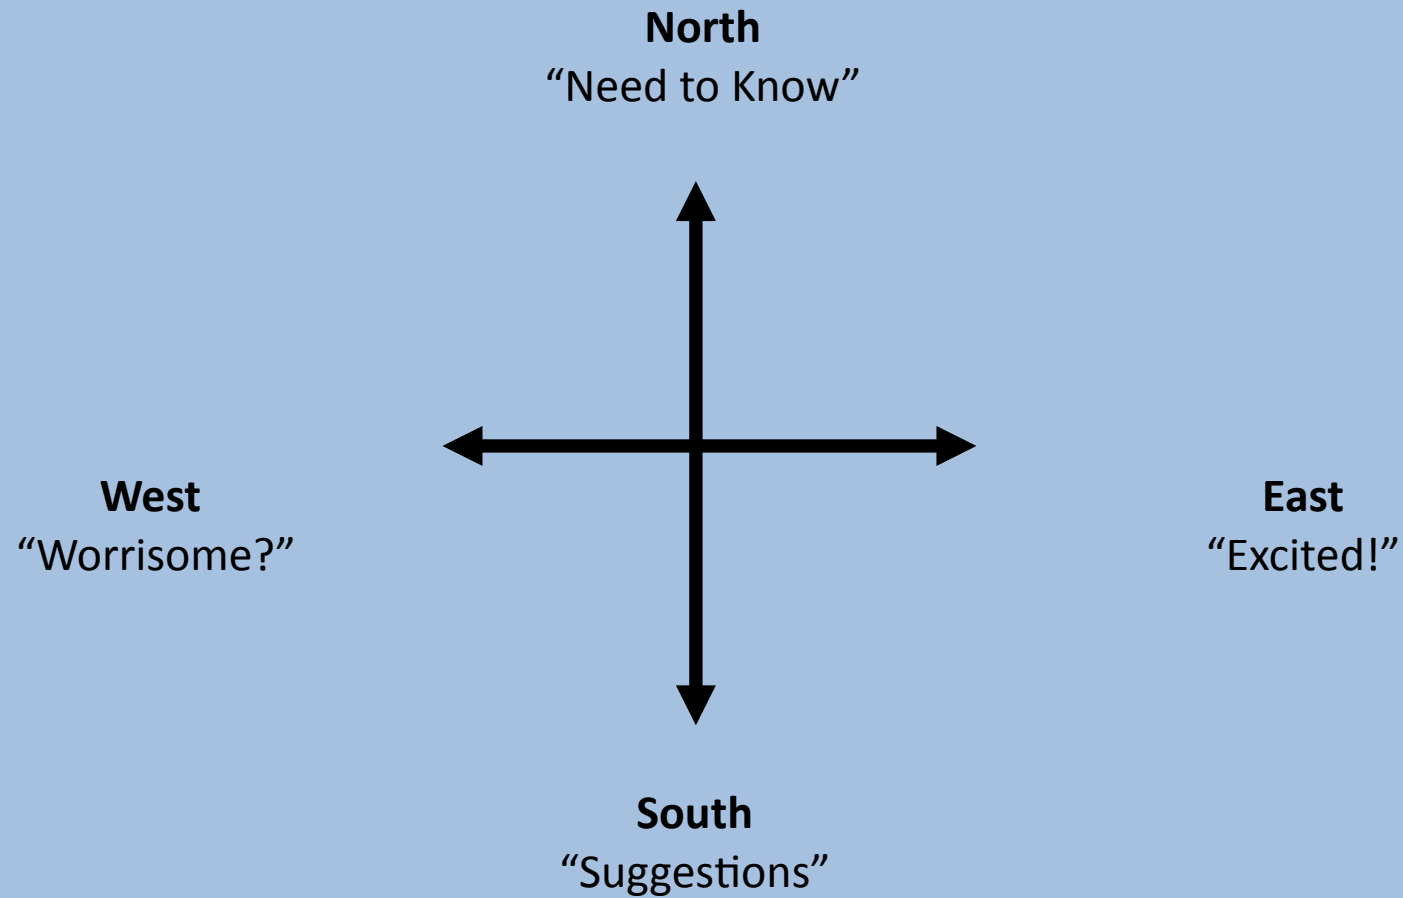 North
“Need to Know”
West
“Worrisome?”
East
“Excited!”
South
“Suggestions”